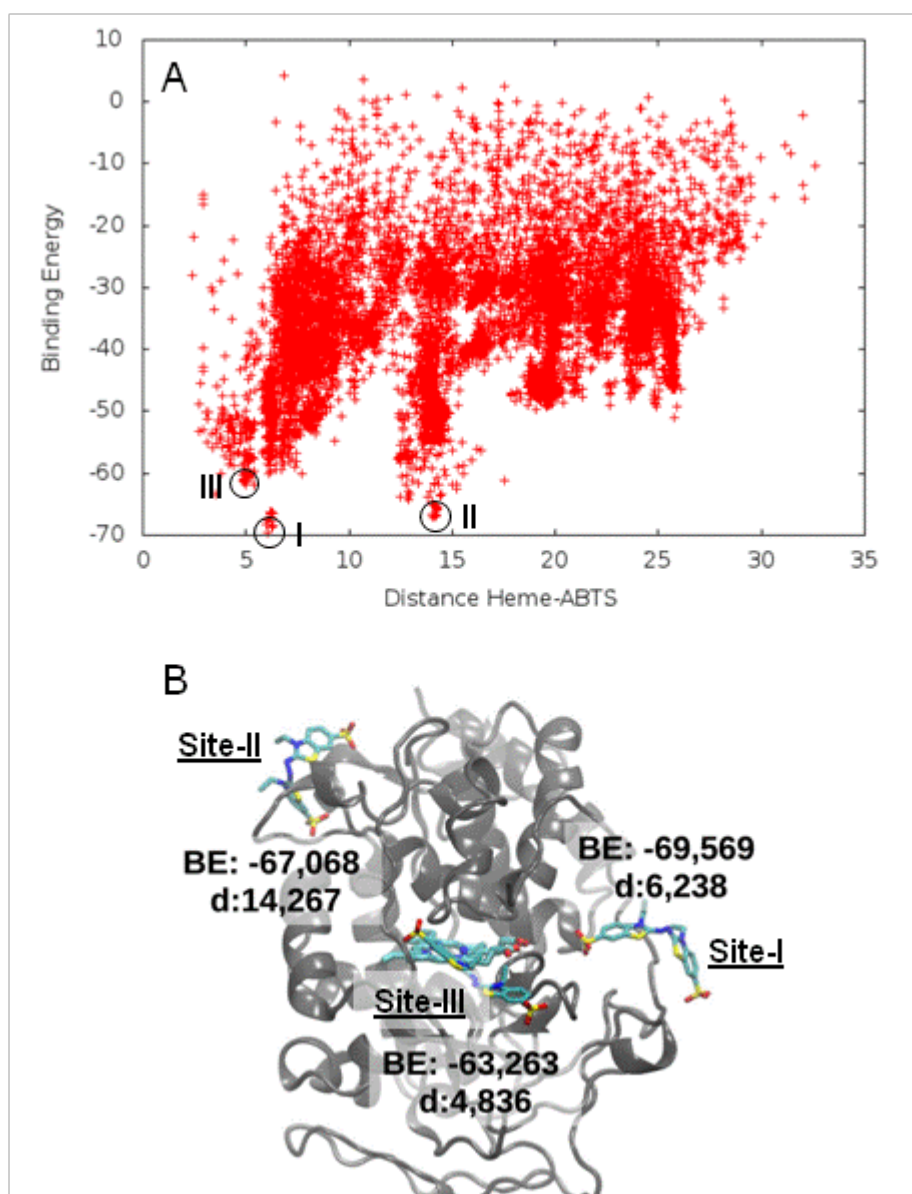 A
10
0
-10
-20
-30
-40
-50
-60
-70
Binding Energy
III
I
II
0 5 10 15 20 25 30 35
Distance Heme-ABTS
B
Site-II
BE: -67,068
d:14,267
BE: -69,569
d:6,238
Site-I
Site-III
BE: -63,263
d:4,836